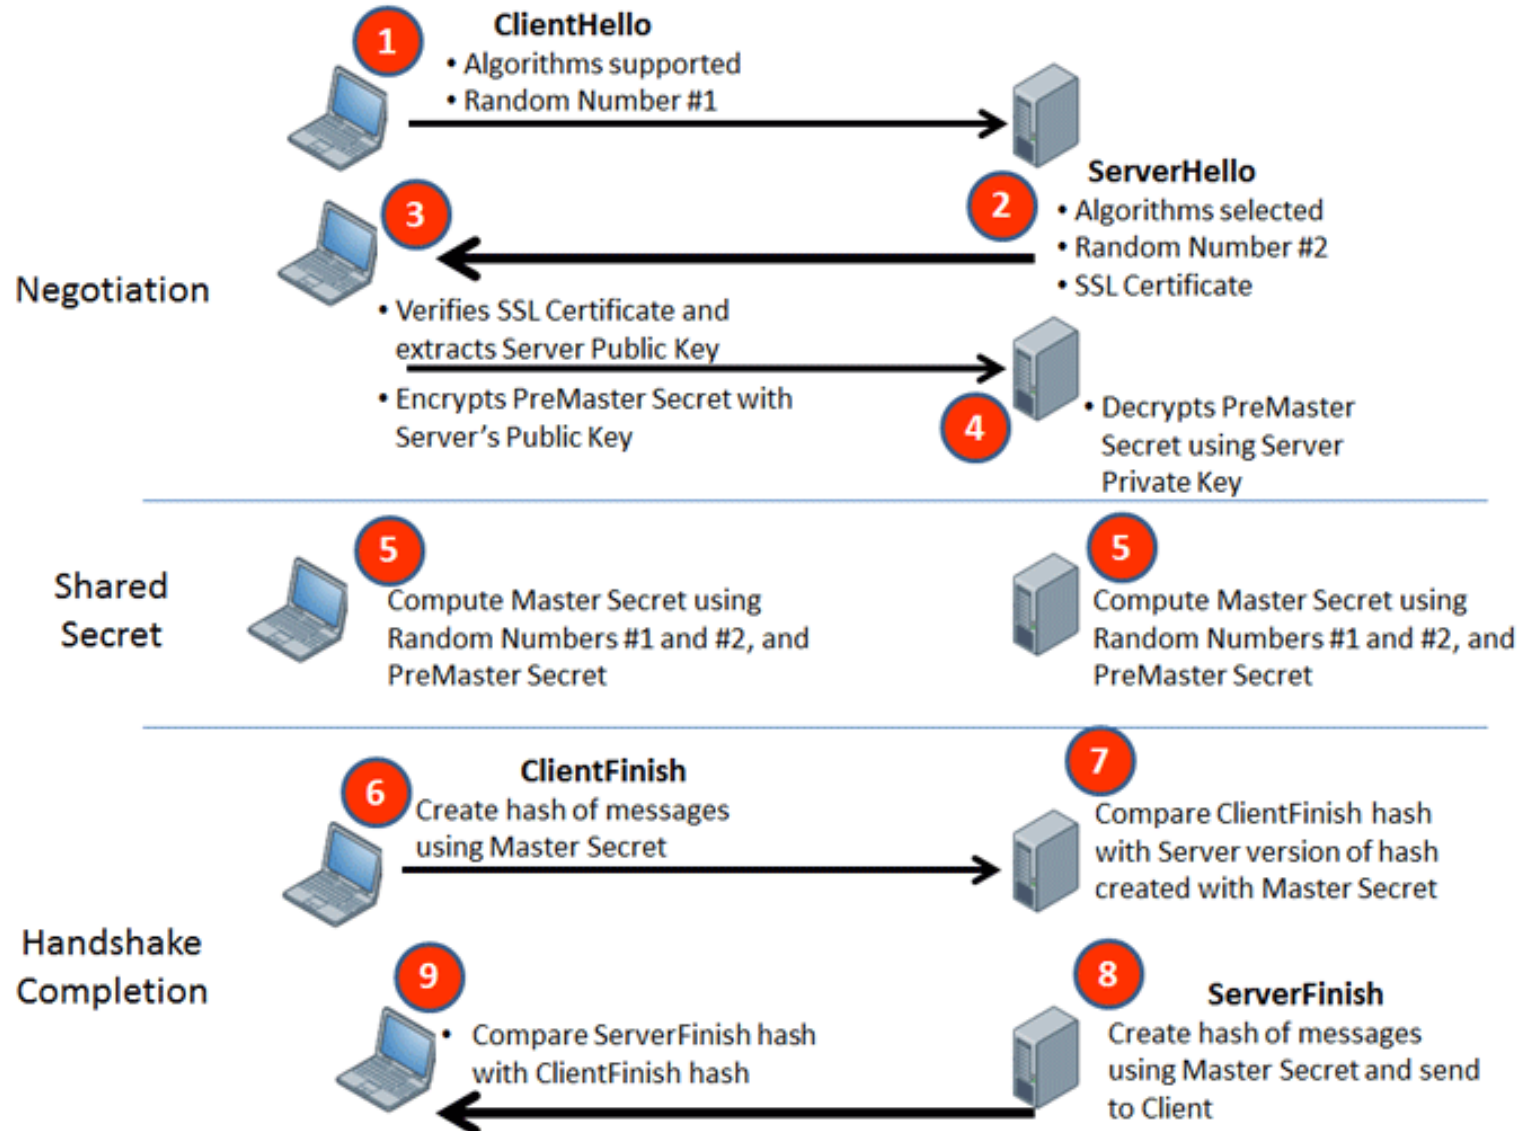 1
ClientHello
• Algorithms supported
• Random Number #1
2
ServerHello
• Algorithms selected
• Random Number #2
• SSL Certificate
3
Negotiation
• Verifies SSL Certificate and
extracts Server Public Key
• Encrypts PreMaster Secret with
Server's Public Key
4
• Decrypts PreMaster
Secret using Server
Private Key
Shared
Secret
5
Compute Master Secret using
Random Numbers #1 and #2, and
PreMaster Secret
5
Compute Master Secret using
Random Numbers #1 and #2, and
PreMaster Secret
Handshake
Completion
6
ClientFinish
Create hash of messages
using Master Secret
7
Compare ClientFinish hash
with Server version of hash
created with Master Secret
8
ServerFinish
Create hash of messages
using Master Secret and send
to Client
9
• Compare ServerFinish hash
with ClientFinish hash